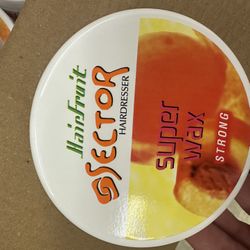 Hairfruit
SECTOR
HAIRDRESSER
super
wax
STRONG